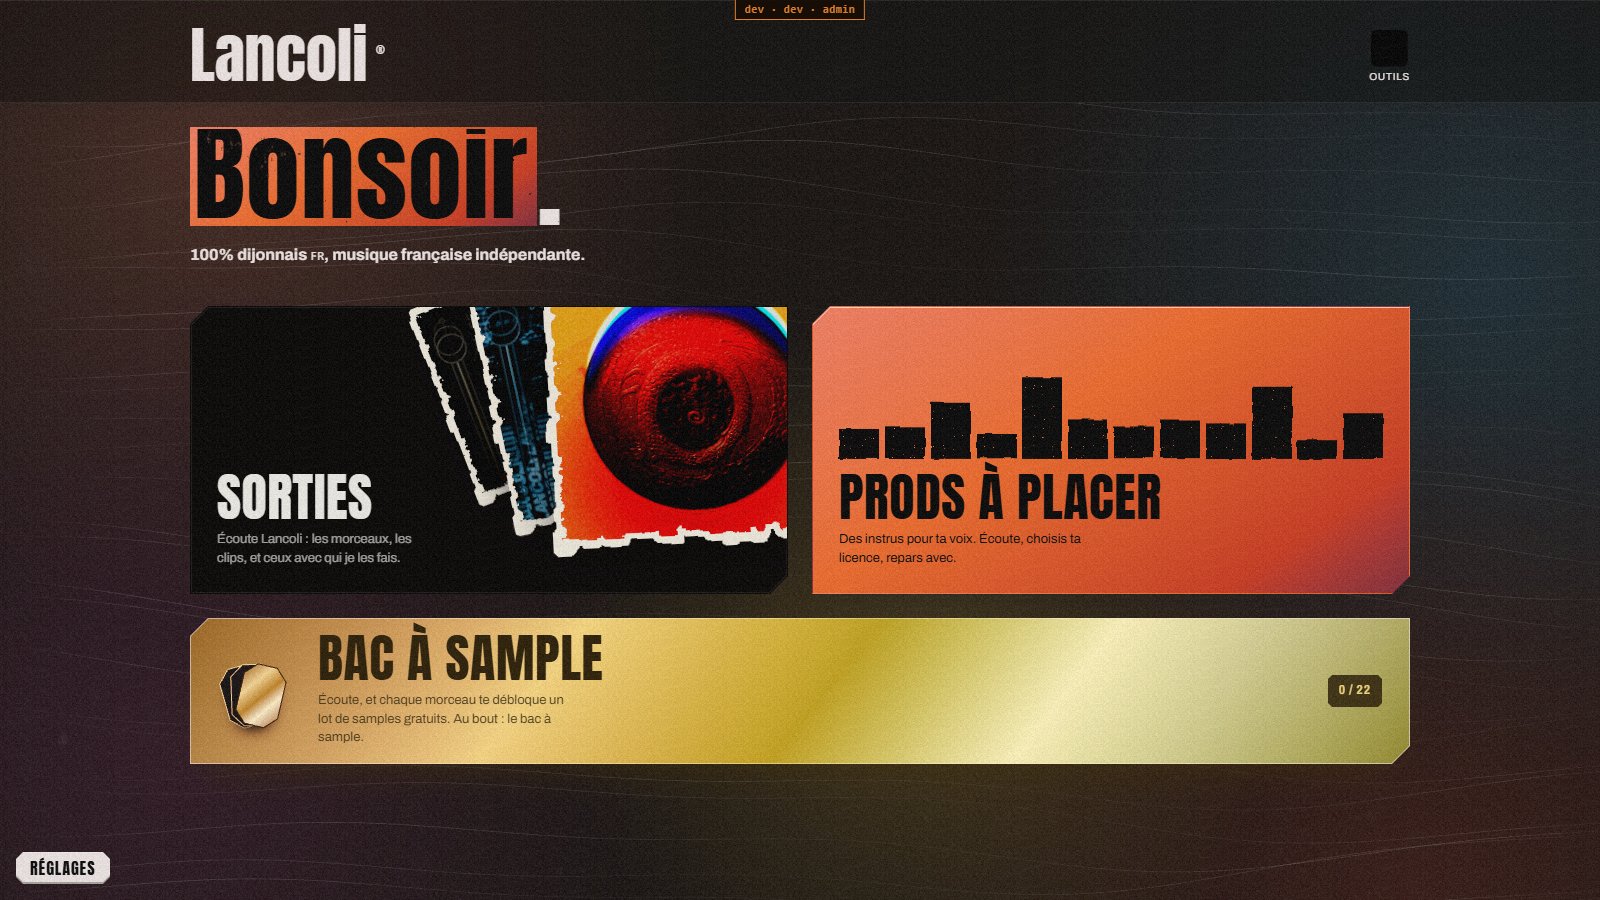 dev · dev · admin
Lancoli ®
OUTILS
Bonsoir.
100% dijonnais FR, musique française indépendante.
SORTIES
Écoute Lancoli : les morceaux, les
clips, et ceux avec qui je les fais.
PRODS À PLACER
Des instrus pour ta voix. Écoute, choisis ta
licence, repars avec.
BAC À SAMPLE
Écoute, et chaque morceau te débloque un
lot de samples gratuits. Au bout : le bac à
sample.
0 / 22
RÉGLAGES